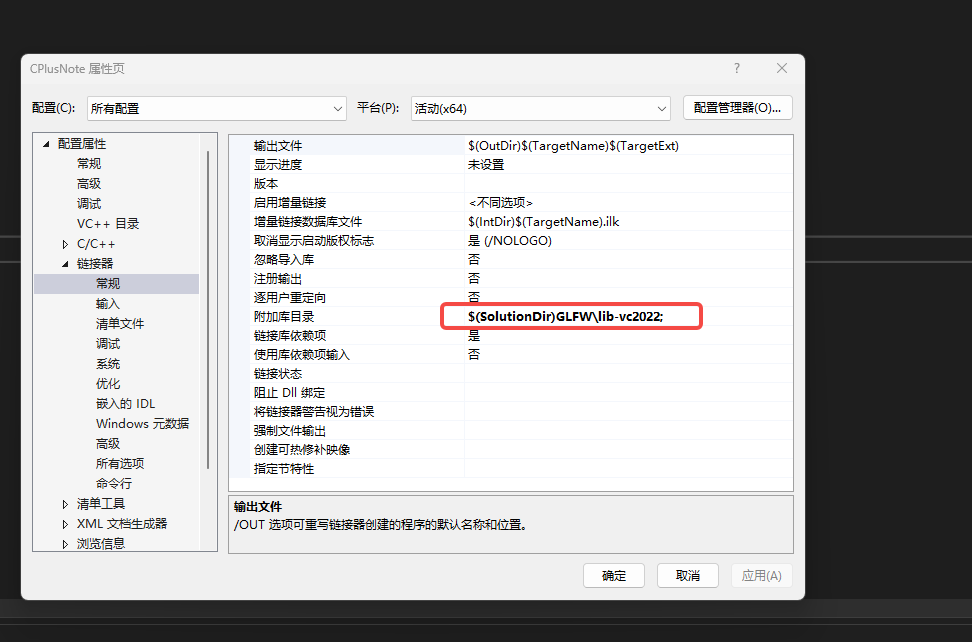 CPlusNote 属性页
?
配置(C):
所有配置
平台(P):
活动(x64)
配置管理器(O)...
配置属性
常规
高级
调试
VC++ 目录
C/C++
链接器
常规
输入
清单文件
调试
系统
优化
嵌入的 IDL
Windows 元数据
高级
所有选项
命令行
清单工具
XML 文档生成器
浏览信息
输出文件 $(OutDir)$(TargetName)$(TargetExt)
显示进度 未设置
版本
启用增量链接 <不同选项>
增量链接数据库文件 $(IntDir)$(TargetName).ilk
取消显示启动版权标志 是 (/NOLOGO)
忽略导入库 否
注册输出 否
逐用户重定向 否
附加库目录 $(SolutionDir)GLFW\lib-vc2022;
链接库依赖项 是
使用库依赖项输入 否
链接状态
阻止 Dll 绑定
将链接器警告视为错误
强制文件输出
创建可热修补映像
指定节特性
输出文件
/OUT 选项可重写链接器创建的程序的默认名称和位置。
确定
取消
应用(A)